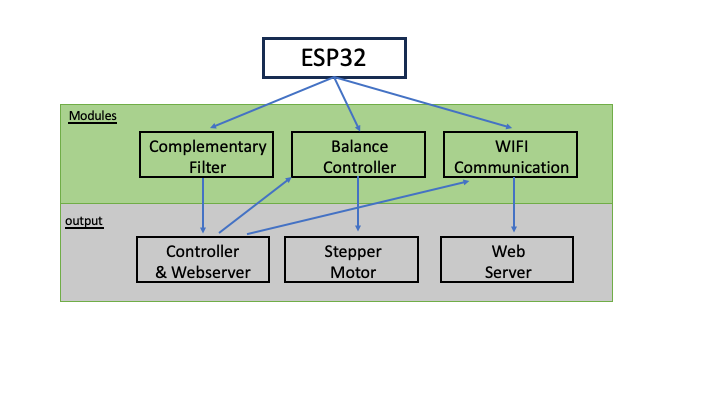 ESP32
Modules
Complementary
Filter
Balance
Controller
WIFI
Communication
output
Controller
& Webserver
Stepper
Motor
Web
Server